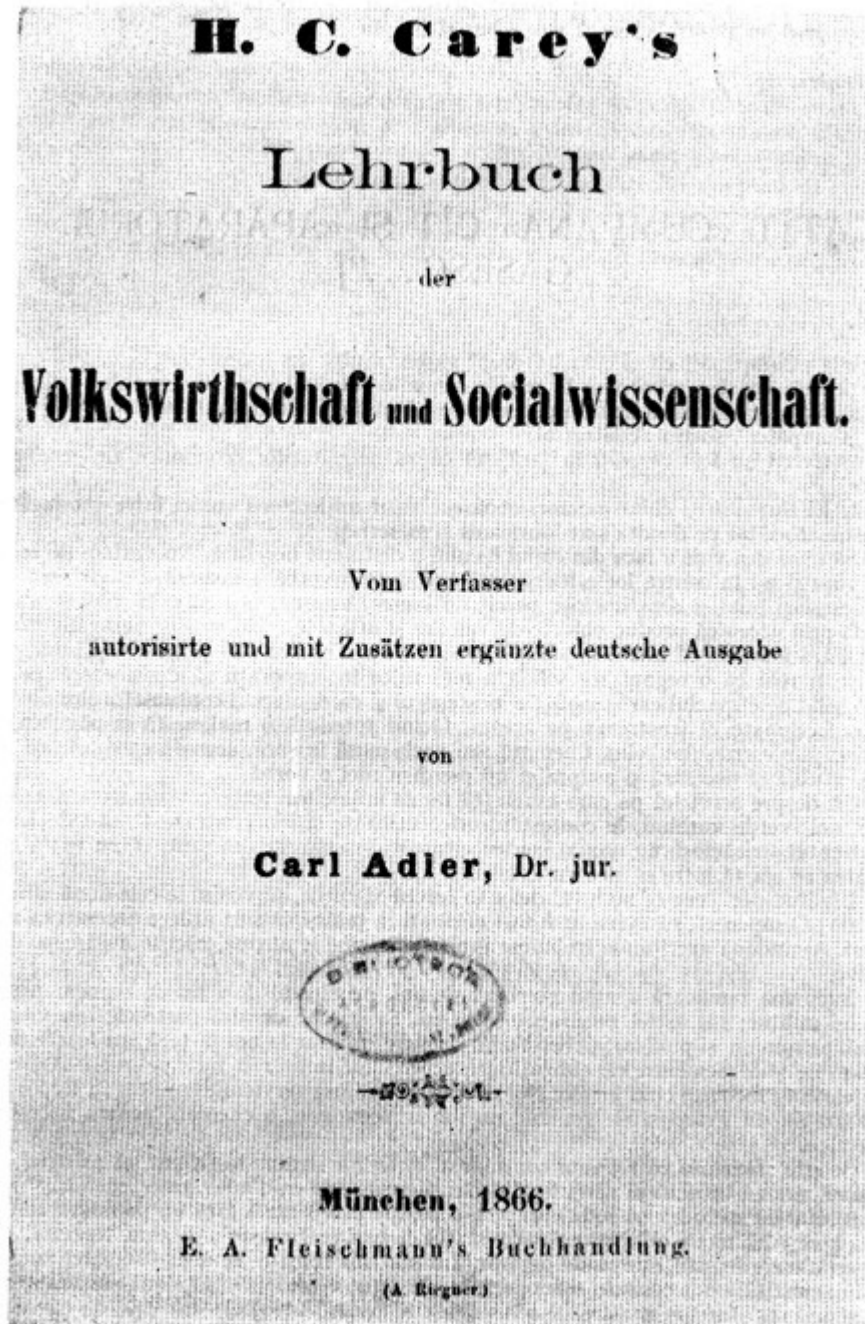 H. C. Carey's
Lehrbuch
der
Volkswirthschaft und Socialwissenschaft.
Vom Verfasser
autorisirte und mit Zusätzen ergänzte deutsche Ausgabe
von
Carl Adler, Dr. jur.
München, 1866.
E. A. Fleischmann's Buchhandlung.
(A. Riegner.)